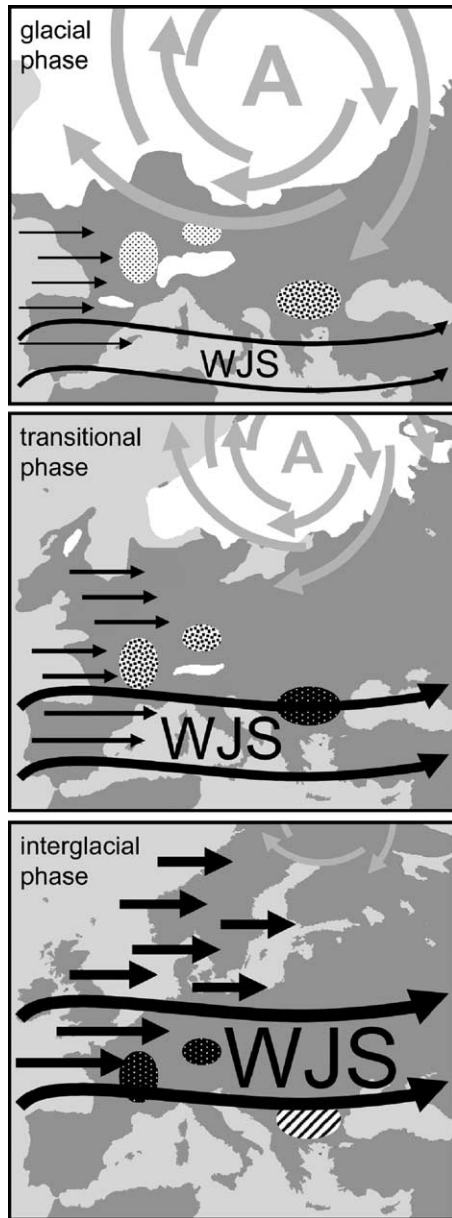 glacial
phase
A
WJS
transitional
phase
A
WJS
interglacial
phase
WJS